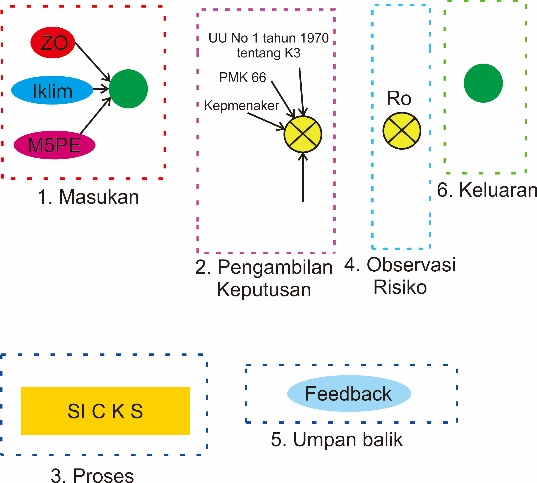 ZO
Iklim
M5PE
1. Masukan
UU No 1 tahun 1970
tentang K3
PMK 66
Kepmenaker
2. Pengambilan
Keputusan
Ro
4. Observasi
Risiko
6. Keluaran
SI C K S
3. Proses
Feedback
5. Umpan balik